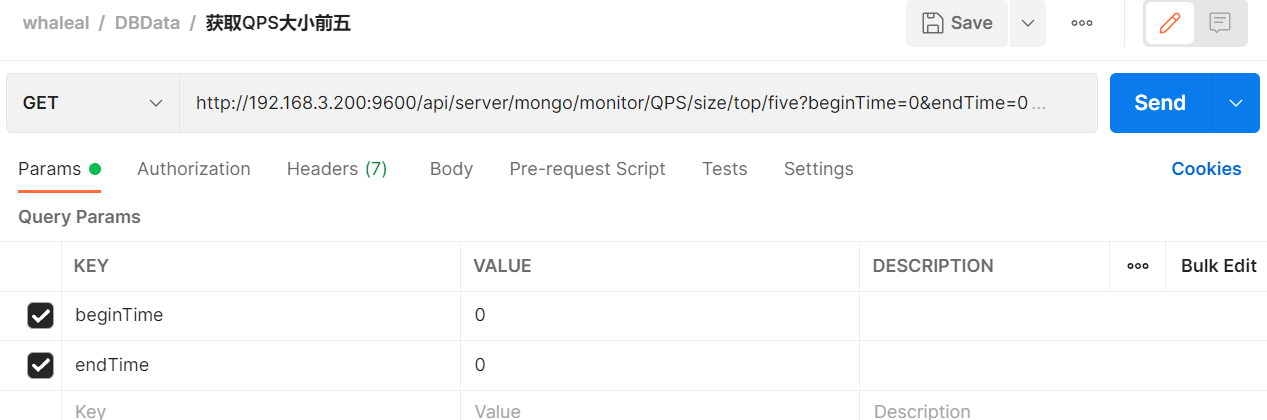 whaleal / DBData / 获取QPS大小前五 Save
GET http://192.168.3.200:9600/api/server/mongo/monitor/QPS/size/top/five?beginTime=0&endTime=0 ... Send
Params Authorization Headers (7) Body Pre-request Script Tests Settings Cookies
Query Params
KEY VALUE DESCRIPTION Bulk Edit
beginTime 0
endTime 0
Key Value Description